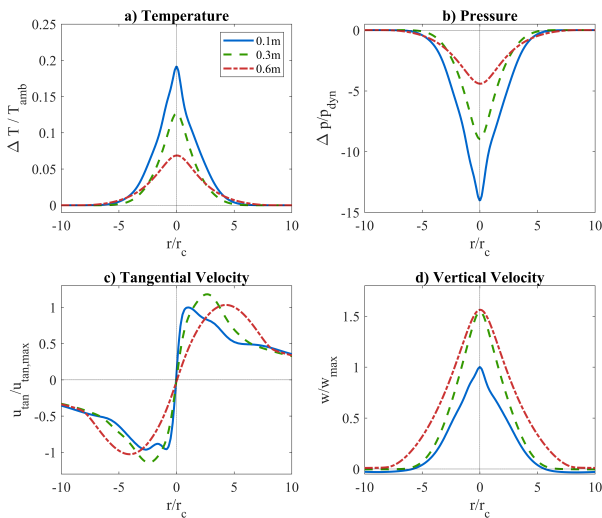 a) Temperature
0.25
0.2
0.15
0.1
0.05
0
Δ T / T_amb
0.1m
0.3m
0.6m
-10 -5 0 5 10
r/r_c
b) Pressure
0
-5
-10
-15
Δ p/p_dyn
-10 -5 0 5 10
r/r_c
c) Tangential Velocity
1
0.5
0
-0.5
-1
u_tan/u_tan,max
-10 -5 0 5 10
r/r_c
d) Vertical Velocity
1.5
1
0.5
0
w/w_max
-10 -5 0 5 10
r/r_c